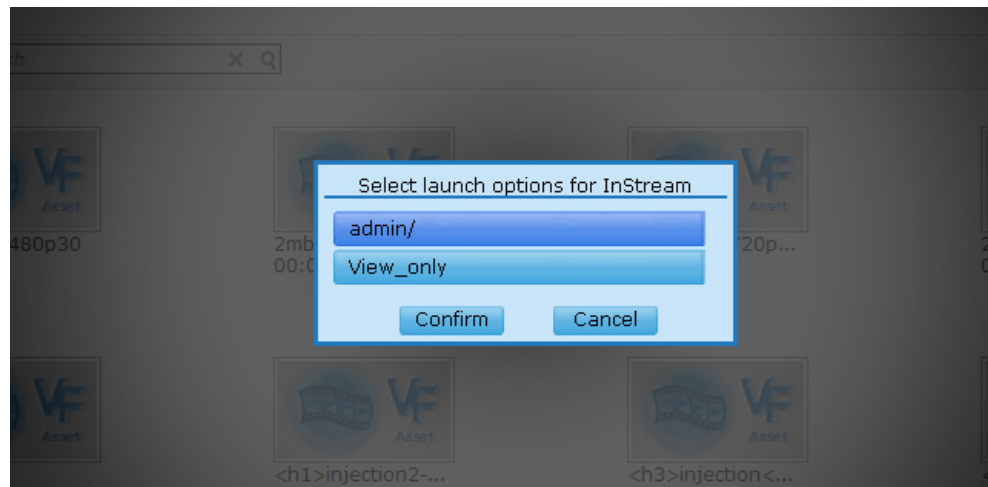 h
VF
Asset
VF
VF
Asset
480p30
2mb
00:0
20p...
Select launch options for InStream
admin/
View_only
Confirm
Cancel
VF
Asset
VF
Asset
VF
Asset
<h1>injection2-...
<h3>injection<...